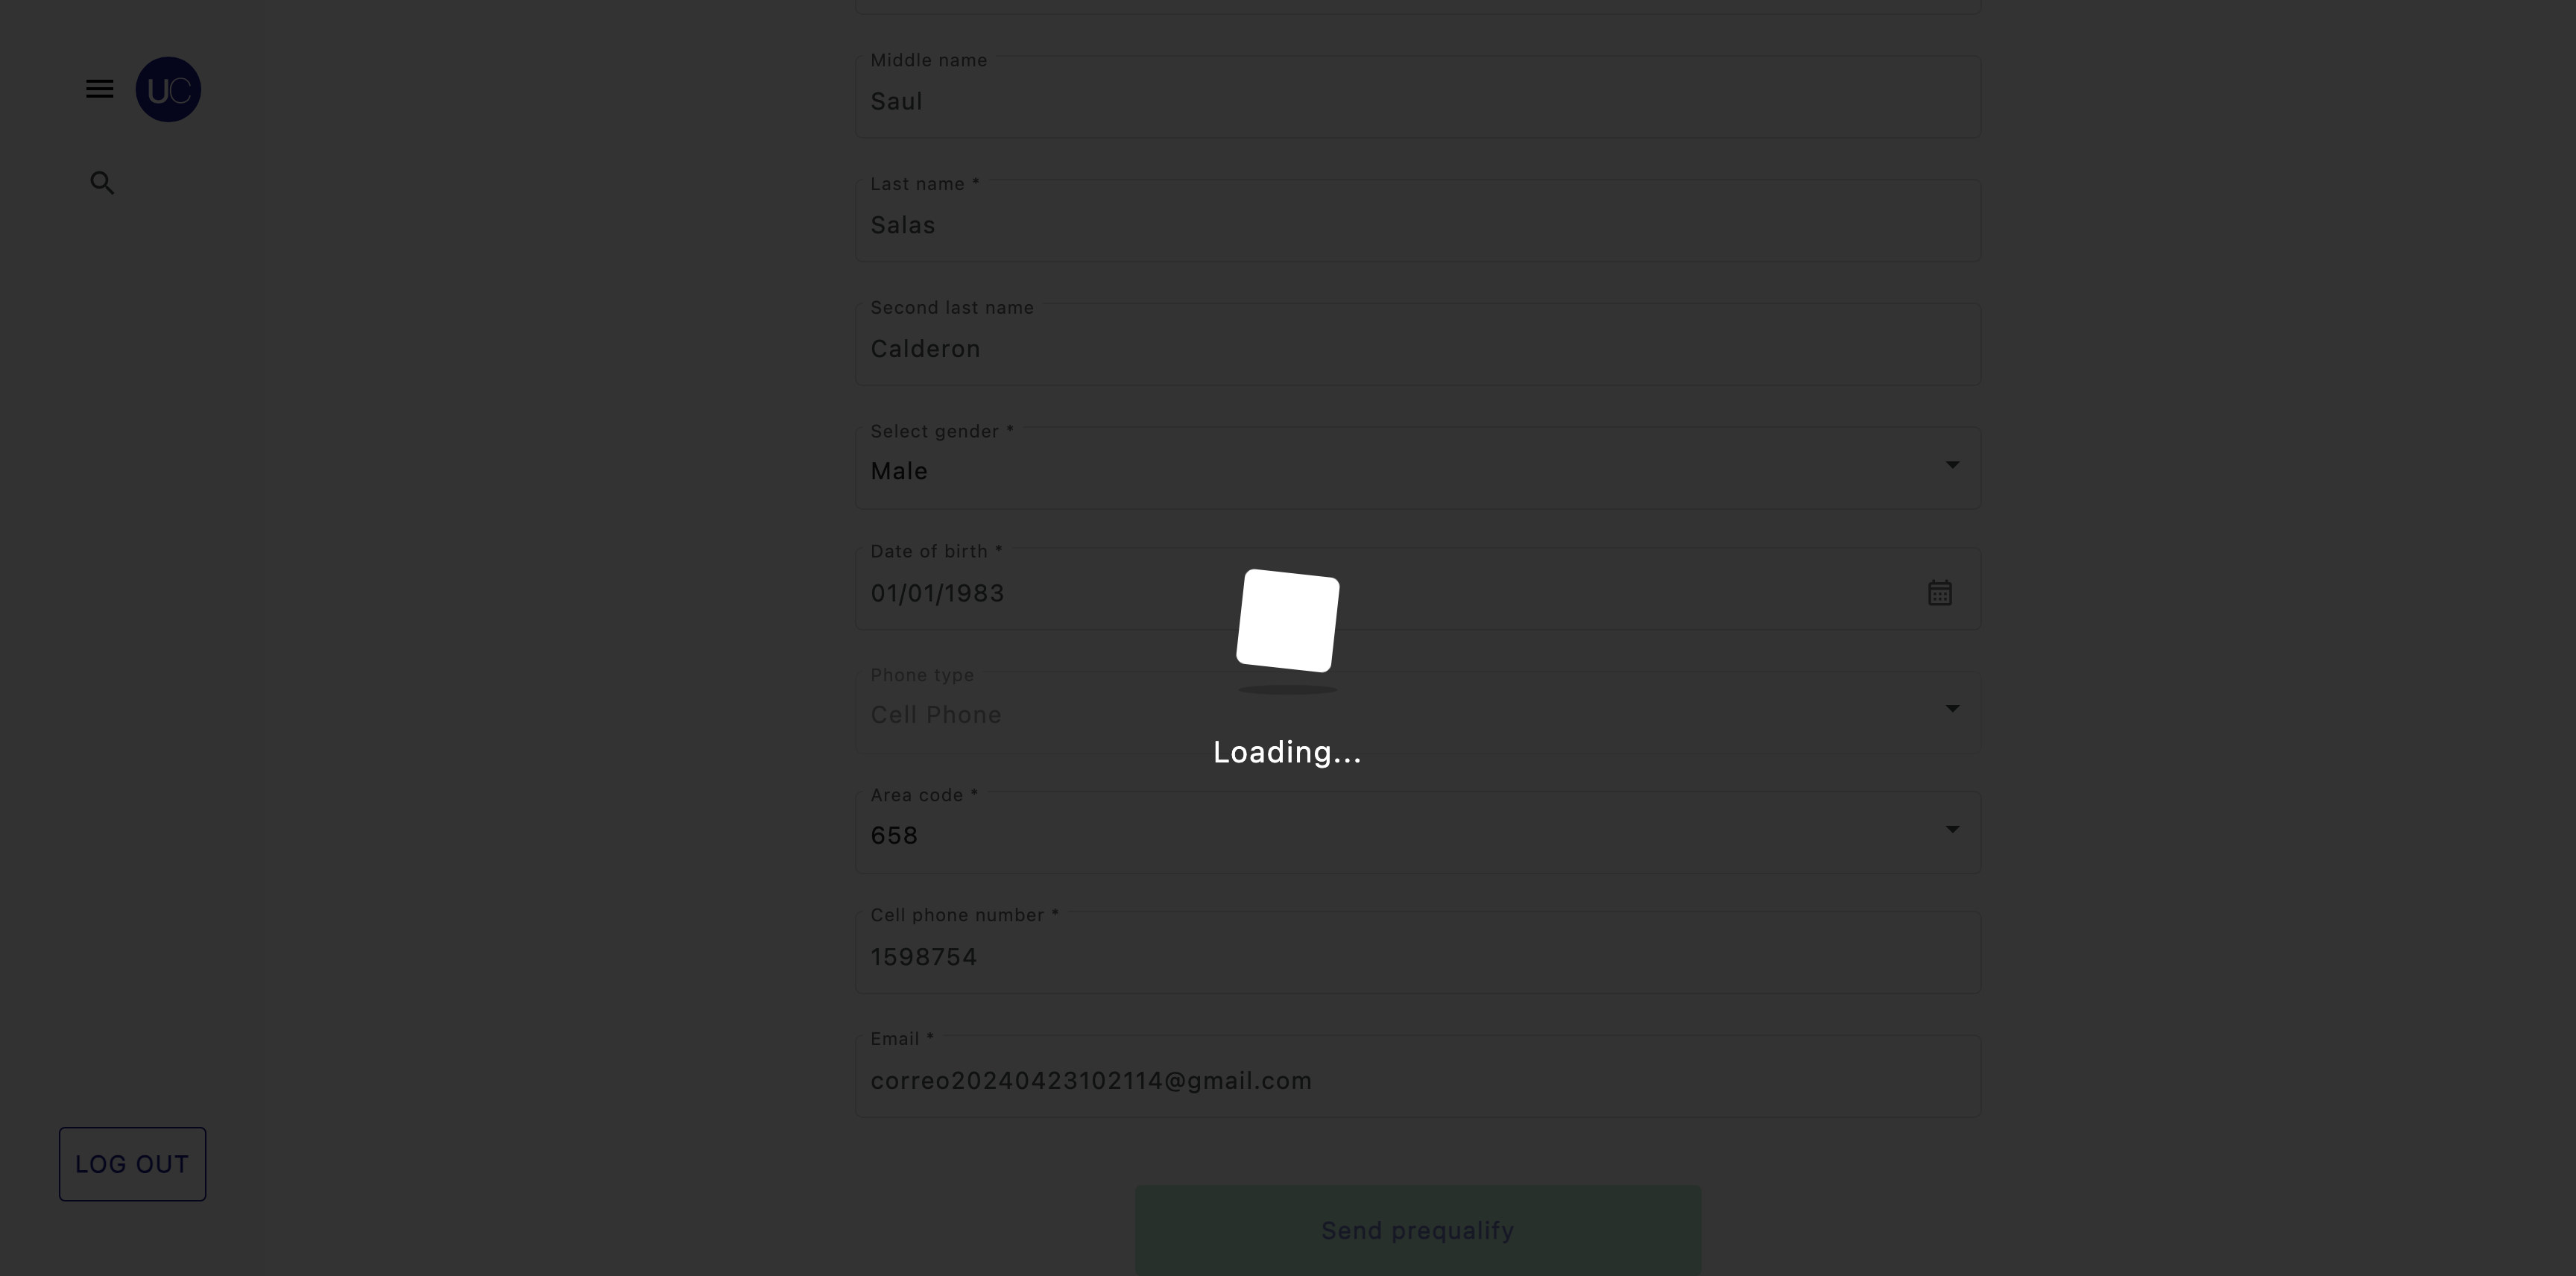 UC
Middle name
Saul
Last name *
Salas
Second last name
Calderon
Select gender *
Male
Date of birth *
01/01/1983
Phone type
Cell Phone
Loading...
Area code *
658
Cell phone number *
1598754
Email *
correo20240423102114@gmail.com
LOG OUT
Send prequalify